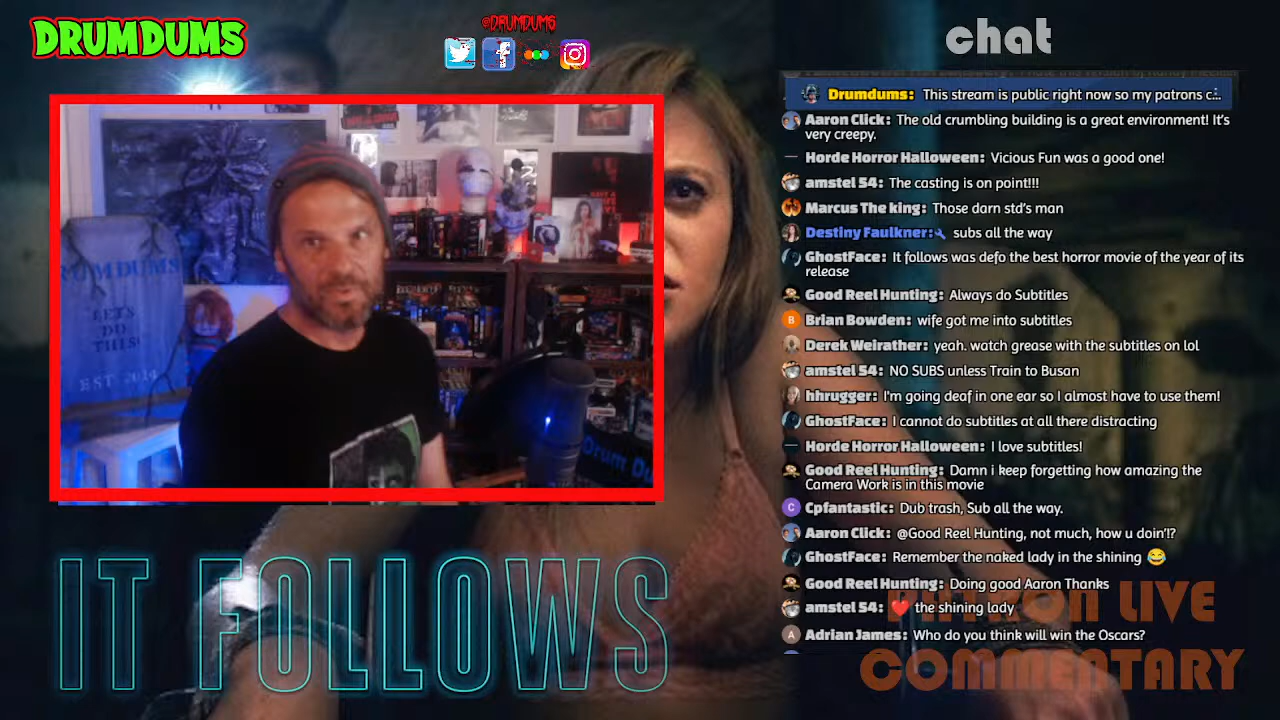 DRUMDUMS
@DRUMDUMS
chat
Drumdums: This stream is public right now so my patrons c...
Aaron Click: The old crumbling building is a great environment! It's
very creepy.
Horde Horror Halloween: Vicious Fun was a good one!
amstel 54: The casting is on point!!!
Marcus The king: Those darn std's man
Destiny Faulkner: subs all the way
GhostFace: It follows was defo the best horror movie of the year of its
release
Good Reel Hunting: Always do Subtitles
Brian Bowden: wife got me into subtitles
Derek Weirather: yeah. watch grease with the subtitles on lol
amstel 54: NO SUBS unless Train to Busan
hhrugger: I'm going deaf in one ear so I almost have to use them!
GhostFace: I cannot do subtitles at all there distracting
Horde Horror Halloween: I love subtitles!
Good Reel Hunting: Damn i keep forgetting how amazing the
Camera Work is in this movie
Cpfantastic: Dub trash, Sub all the way.
Aaron Click: @Good Reel Hunting, not much, how u doin'!?
GhostFace: Remember the naked lady in the shining 😂
Good Reel Hunting: Doing good Aaron Thanks
amstel 54: ❤️ the shining lady
Adrian James: Who do you think will win the Oscars?
DRUMDUMS
LET'S
DO
THIS
EST 2014
Drum Du
IT FOLLOWS
LIVE
COMMENTARY